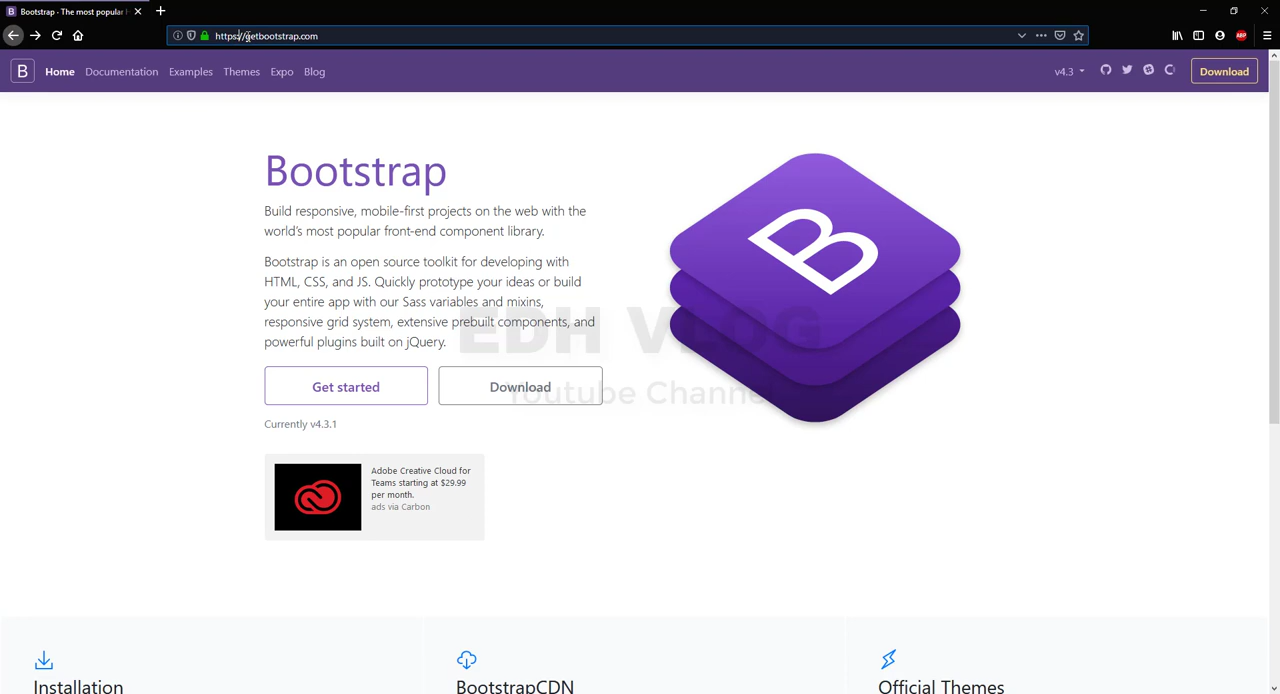 Bootstrap · The most popular H
https://getbootstrap.com
ABP
B
Home
Documentation
Examples
Themes
Expo
Blog
v4.3
Download
Bootstrap
Build responsive, mobile-first projects on the web with the
world's most popular front-end component library.
Bootstrap is an open source toolkit for developing with
HTML, CSS, and JS. Quickly prototype your ideas or build
your entire app with our Sass variables and mixins,
responsive grid system, extensive prebuilt components, and
powerful plugins built on jQuery.
B
EDH VLOG
Youtube Channel
Get started
Download
Currently v4.3.1
Adobe Creative Cloud for
Teams starting at $29.99
per month.
ads via Carbon
Installation
BootstrapCDN
Official Themes